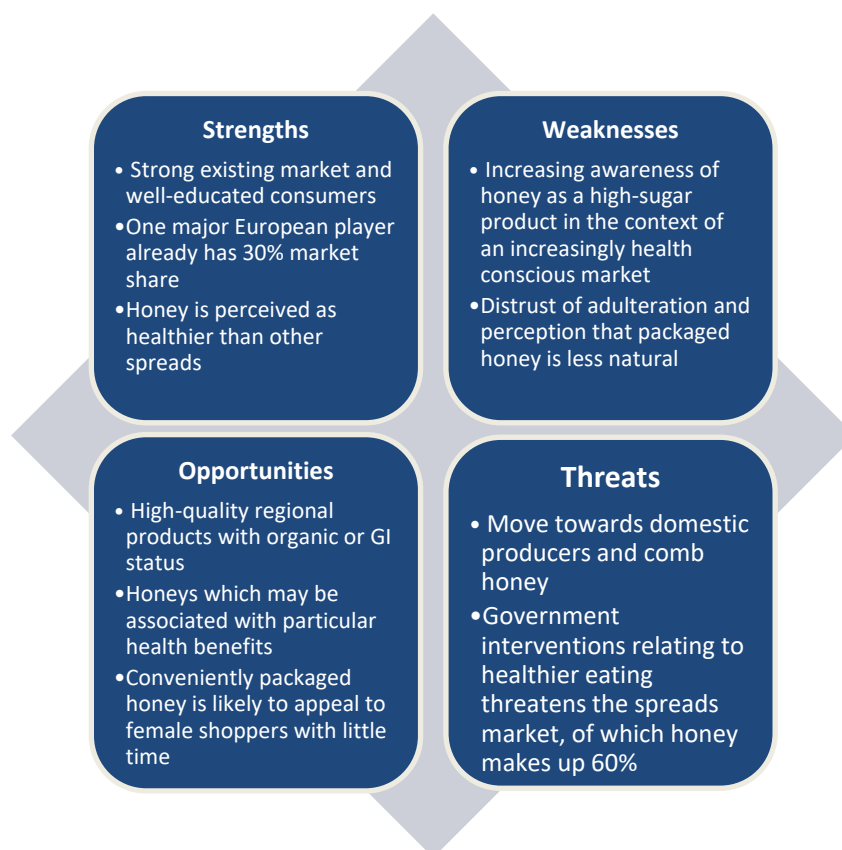 Strengths
• Strong existing market and
well-educated consumers
•One major European player
already has 30% market
share
•Honey is perceived as
healthier than other
spreads
Weaknesses
• Increasing awareness of
honey as a high-sugar
product in the context of
an increasingly health
conscious market
•Distrust of adulteration and
perception that packaged
honey is less natural
Opportunities
• High-quality regional
products with organic or GI
status
•Honeys which may be
associated with particular
health benefits
•Conveniently packaged
honey is likely to appeal to
female shoppers with little
time
Threats
• Move towards domestic
producers and comb
honey
•Government
interventions relating to
healthier eating
threatens the spreads
market, of which honey
makes up 60%